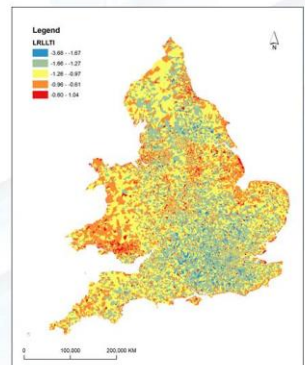 Legend
N
LRLLTI
-3.68 - -1.67
-1.66 - -1.27
-1.26 - -0.97
-0.96 - -0.61
-0.60 - 1.04
0 100,000 200,000 KM